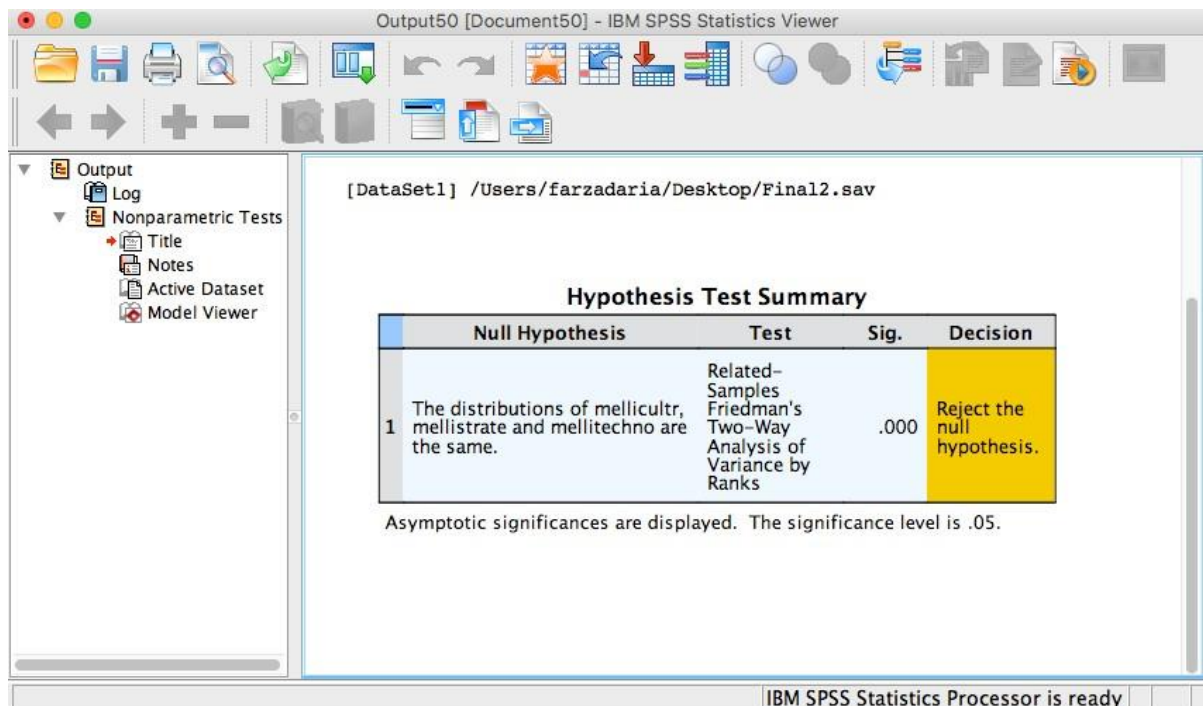 Output50 [Document50] - IBM SPSS Statistics Viewer
Output
Log
Nonparametric Tests
Title
Notes
Active Dataset
Model Viewer
[DataSet1] /Users/farzadaria/Desktop/Final2.sav
Hypothesis Test Summary
Null Hypothesis Test Sig. Decision
1
The distributions of mellicultr,
mellistrate and mellitechno are
the same.
Related-
Samples
Friedman's
Two-Way
Analysis of
Variance by
Ranks
.000
Reject the
null
hypothesis.
Asymptotic significances are displayed. The significance level is .05.
IBM SPSS Statistics Processor is ready